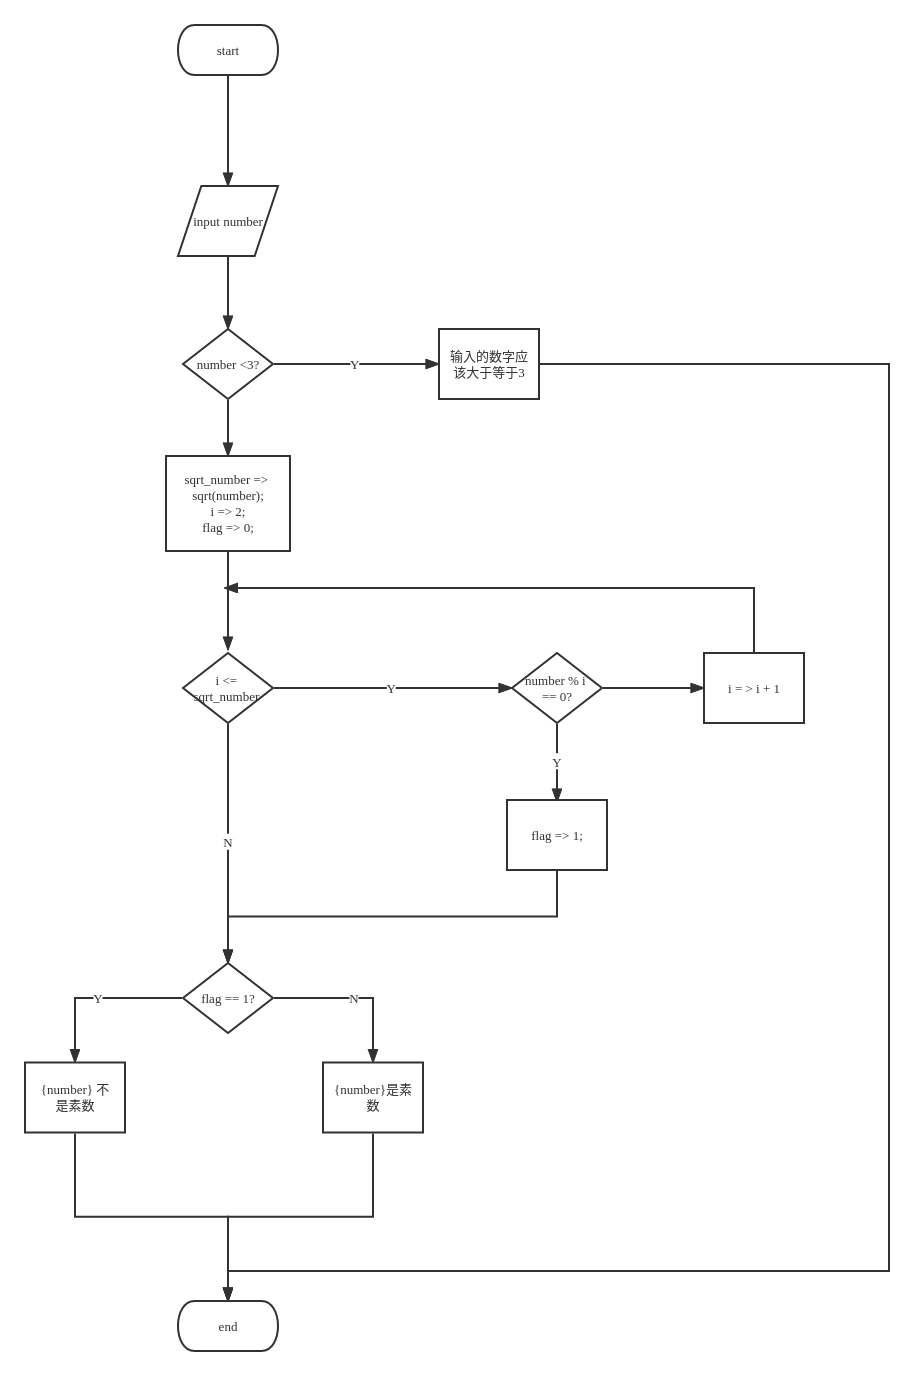 start
input number
number <3?
Y
输入的数字应
该大于等于3
sqrt_number =>
sqrt(number);
i => 2;
flag => 0;
i <=
sqrt_number
Y
number % i
== 0?
i = > i + 1
Y
flag => 1;
N
flag == 1?
Y
N
{number} 不
是素数
{number}是素
数
end